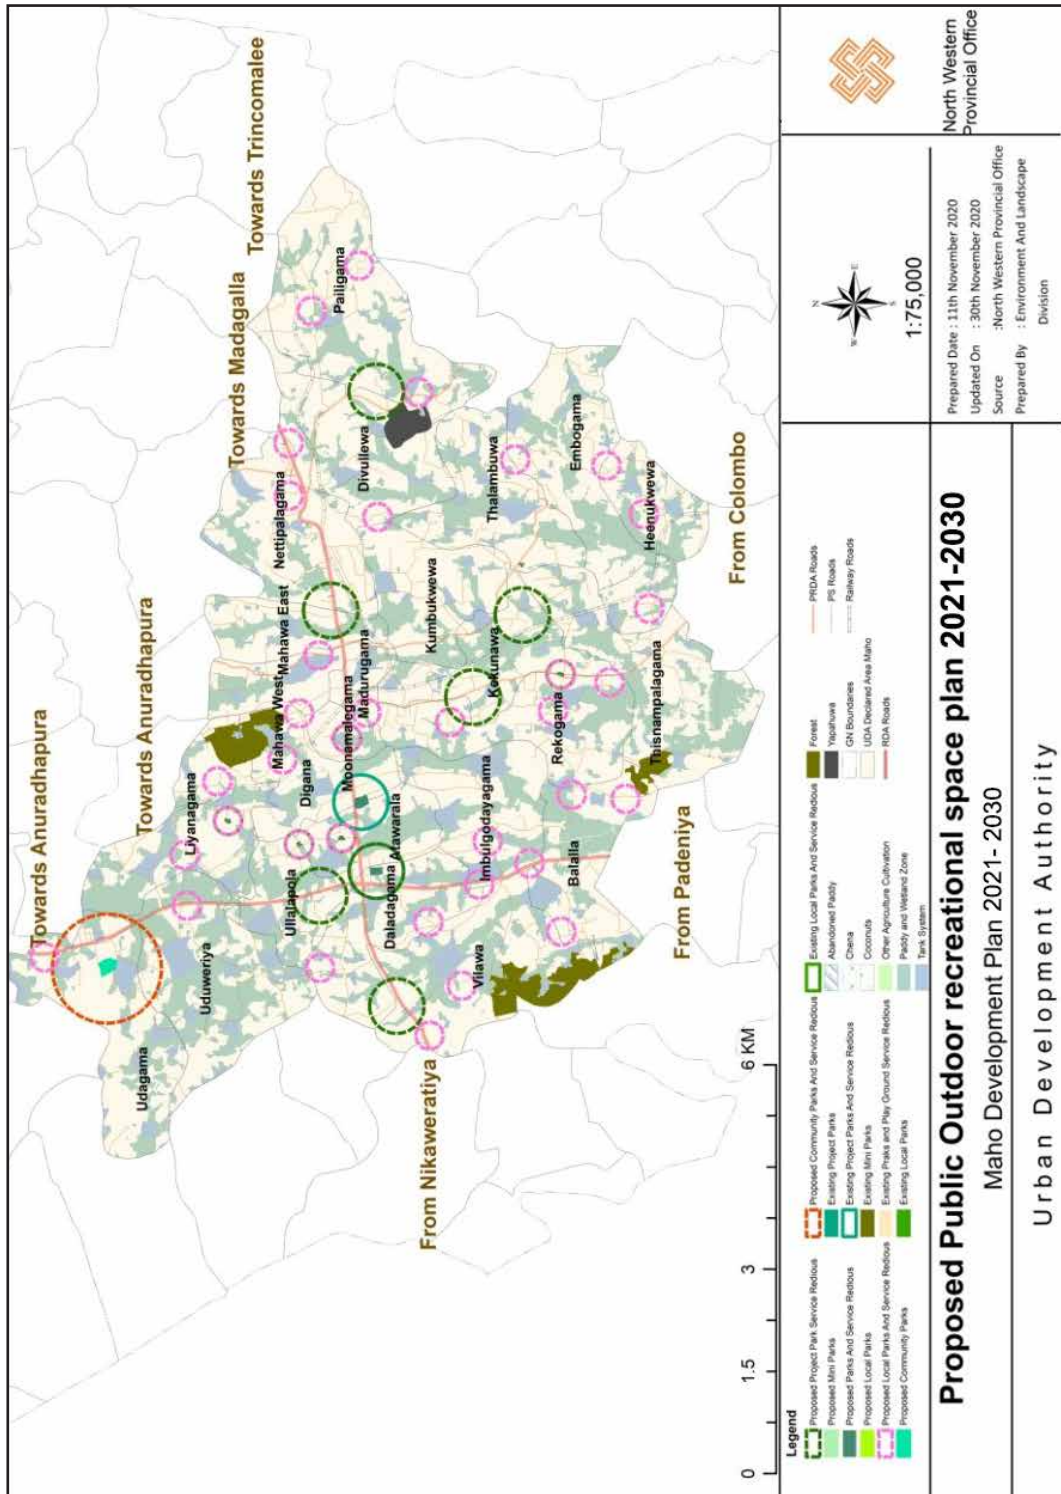 Towards Anuradhapura
Towards Anuradhapura
Towards Madagalla
Towards Trincomalee
Udagama
Uduweriya
Liyanagama
Ullalapola
Digana
Mahawa West
Mahawa East
Nettipalagama
Divullewa
Pailigama
Daladagama
Atawarala
Moonamalegama
Madurugama
Kumbukwewa
Thalambuwa
Embogama
Vilawa
Imbulgodayagama
Kekunawa
Rekogama
Heenukwewa
Balalla
Thisnampalagama
From Nikaweratiya
From Padeniya
From Colombo
0 1.5 3 6 KM
Legend
Proposed Project Park Service Redious
Proposed Mini Parks
Proposed Parks And Service Redious
Proposed Local Parks
Proposed Local Parks And Service Redious
Proposed Community Parks
Proposed Community Parks And Service Redious
Existing Project Parks
Existing Project Parks And Service Redious
Existing Mini Parks
Existing Praks and Play Ground Service Redious
Existing Local Parks
Existing Local Parks And Service Redious
Abandoned Paddy
Chena
Coconuts
Other Agriculture Cultivation
Paddy and Wetland Zone
Tank System
Forest
Yapahuwa
GN Boundaries
UDA Declared Area Maho
RDA Roads
PRDA Roads
PS Roads
Railway Roads
N
W
E
S
1:75,000
North Western
Provincial Office
Prepared Date : 11th November 2020
Updated On : 30th November 2020
Source :North Western Provincial Office
Prepared By : Environment And Landscape
Division
Proposed Public Outdoor recreational space plan 2021-2030
Maho Development Plan 2021- 2030
Urban Development Authority